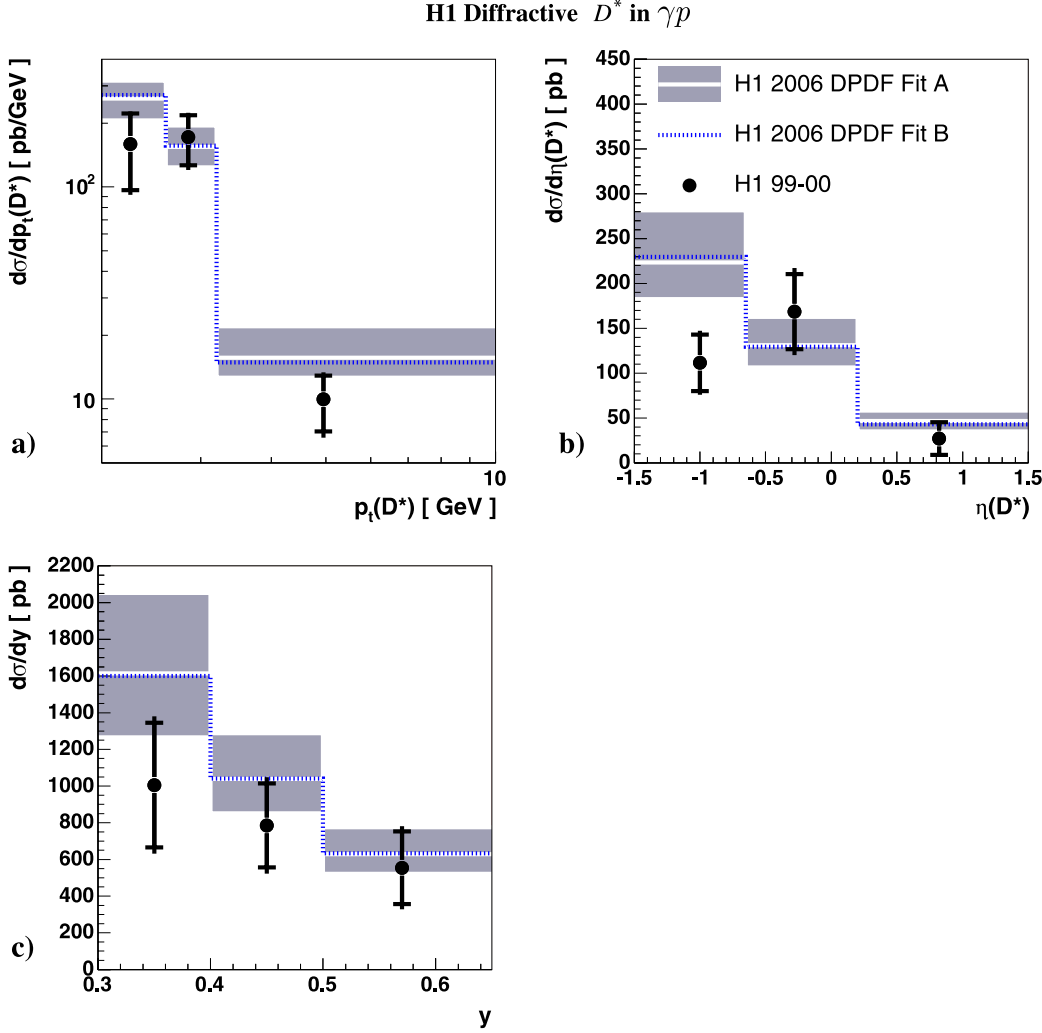 H1 Diffractive D* in γp
dσ/dp_t(D*) [ pb/GeV ]
10²
10
a)
10
p_t(D*) [ GeV ]
dσ/dη(D*) [ pb ]
450
400
350
300
250
200
150
100
50
0
H1 2006 DPDF Fit A
H1 2006 DPDF Fit B
H1 99-00
b)
-1.5 -1 -0.5 0 0.5 1 1.5
η(D*)
dσ/dy [ pb ]
2200
2000
1800
1600
1400
1200
1000
800
600
400
200
0
c)
0.3 0.4 0.5 0.6
y